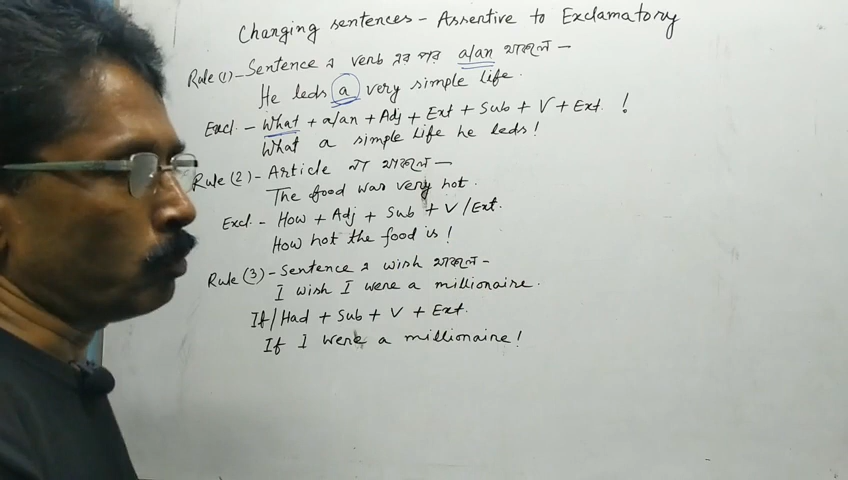 Changing sentences - Assertive to Exclamatory
Rule (1) - Sentence এ verb এর পর a/an থাকলে -
He leds a very simple life.
Excl. - What + a/an + Adj + Ext + Sub + V + Ext. !
What a simple life he leds!
Rule (2) - Article না থাকলে -
The food was very hot.
Excl. - How + Adj + Sub + V/Ext.
How hot the food is!
Rule (3) - Sentence এ wish থাকলে -
I wish I were a millionaire.
If/Had + Sub + V + Ext.
If I were a millionaire!